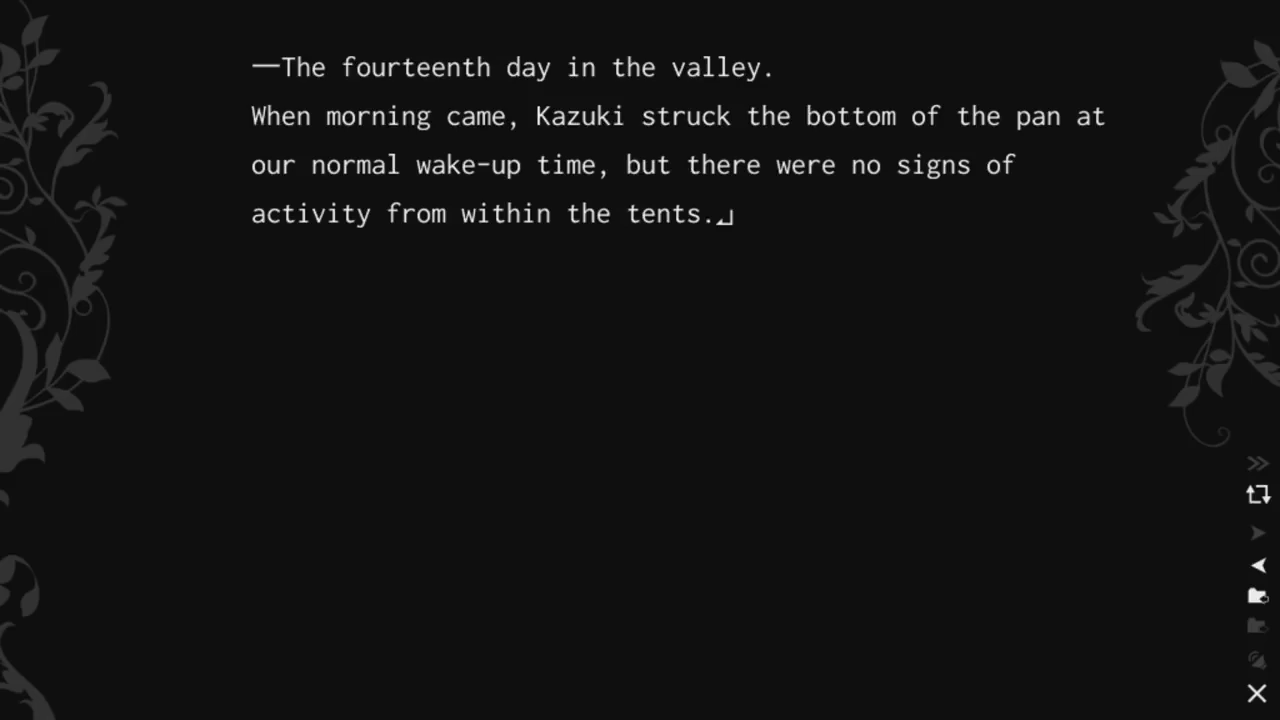 ―The fourteenth day in the valley.
When morning came, Kazuki struck the bottom of the pan at
our normal wake-up time, but there were no signs of
activity from within the tents.